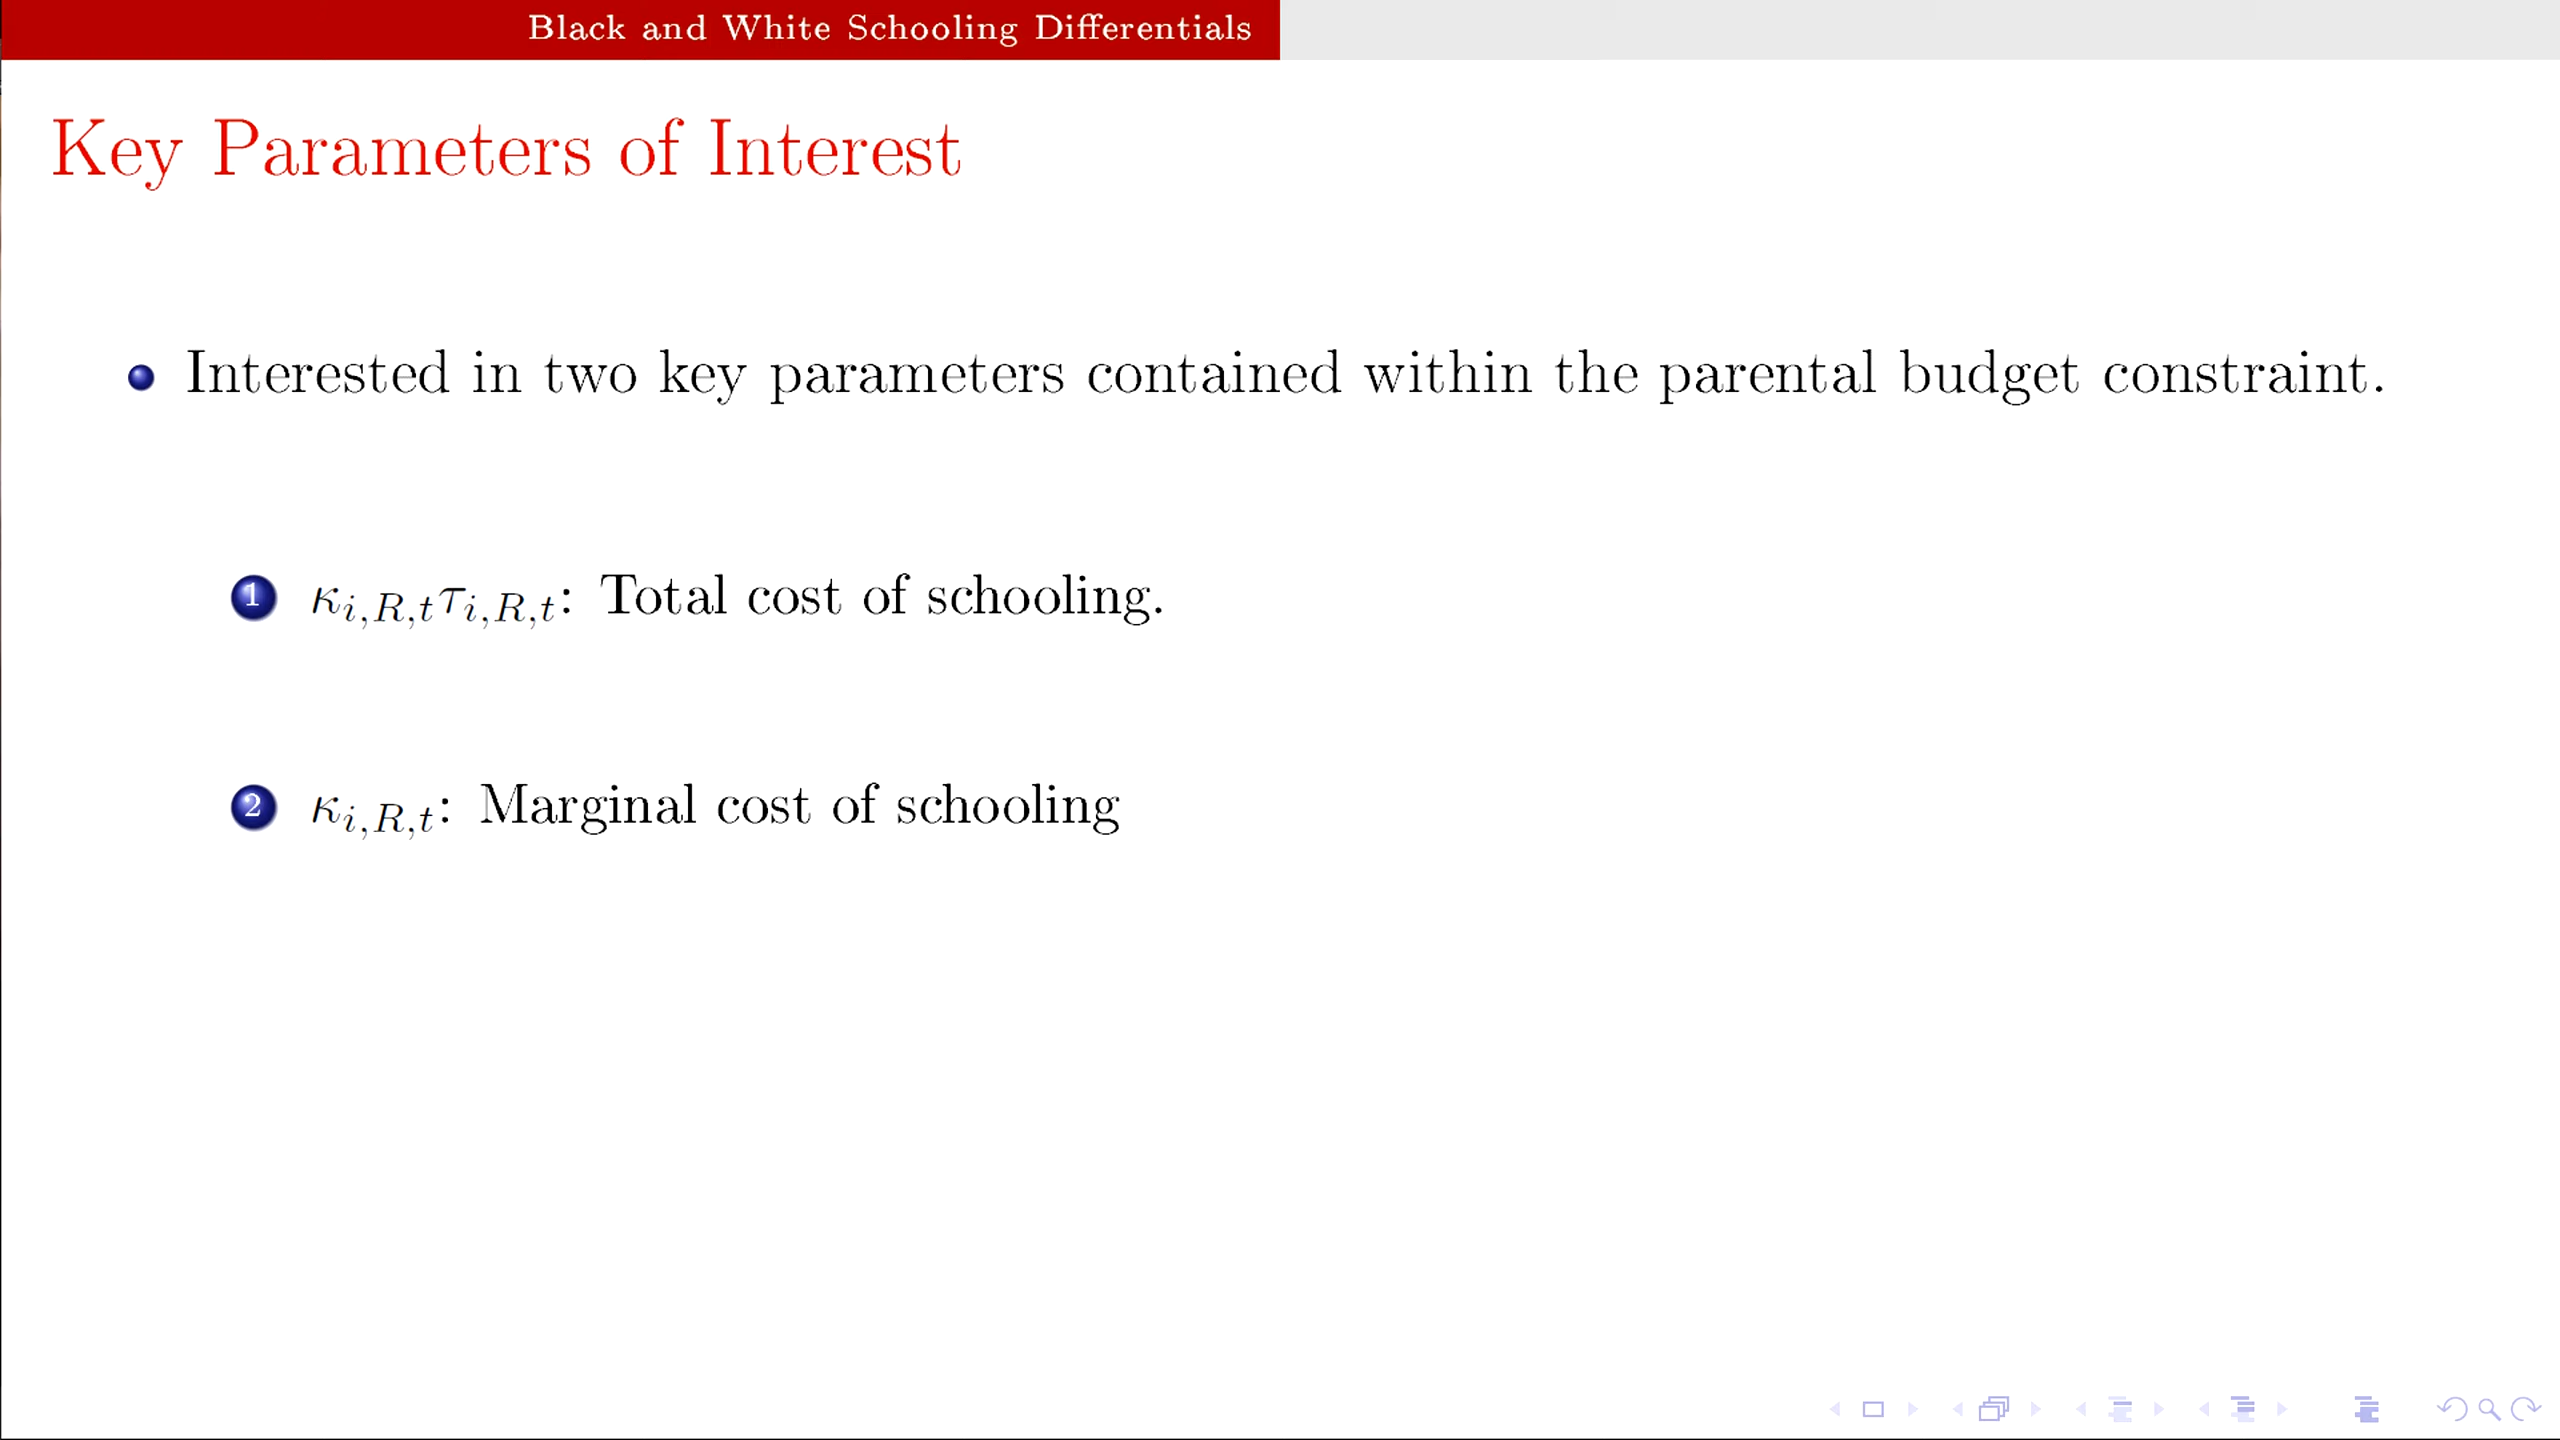 Black and White Schooling Differentials
Key Parameters of Interest
Interested in two key parameters contained within the parental budget constraint.
1 κ_{i,R,t}τ_{i,R,t}: Total cost of schooling.
2 κ_{i,R,t}: Marginal cost of schooling